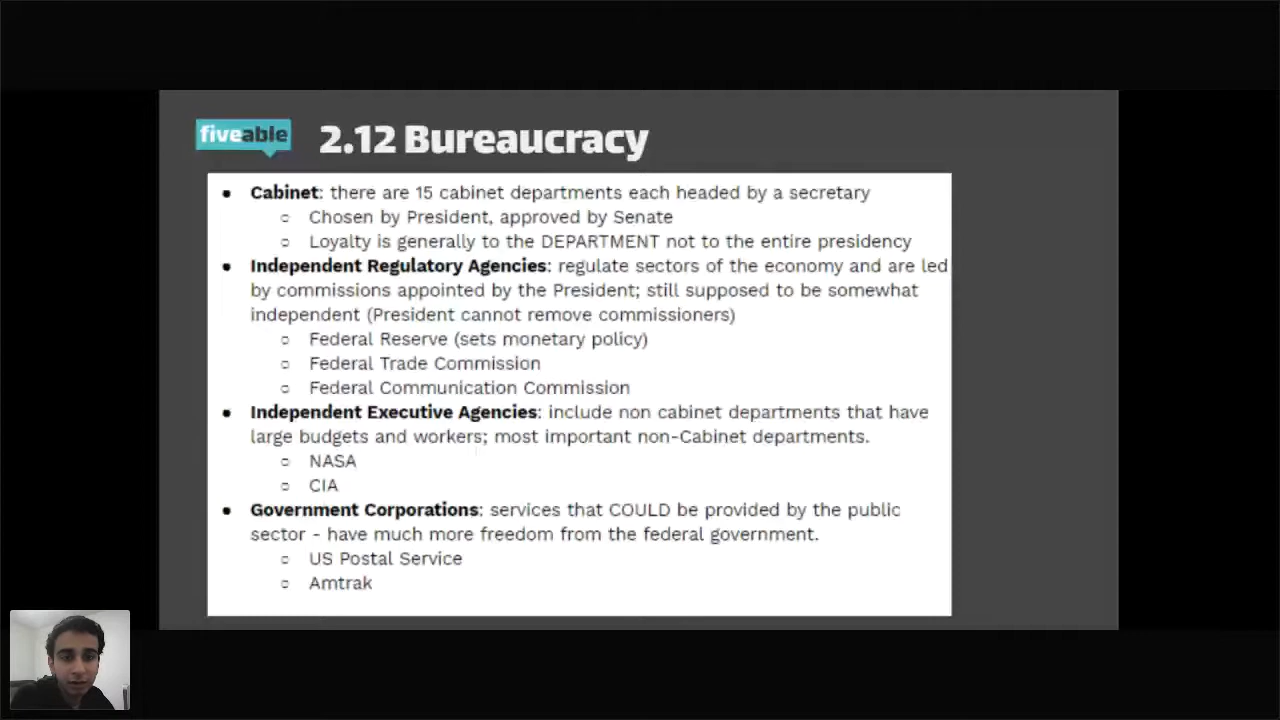 fiveable
2.12 Bureaucracy
● Cabinet: there are 15 cabinet departments each headed by a secretary
○ Chosen by President, approved by Senate
○ Loyalty is generally to the DEPARTMENT not to the entire presidency
● Independent Regulatory Agencies: regulate sectors of the economy and are led
by commissions appointed by the President; still supposed to be somewhat
independent (President cannot remove commissioners)
○ Federal Reserve (sets monetary policy)
○ Federal Trade Commission
○ Federal Communication Commission
● Independent Executive Agencies: include non cabinet departments that have
large budgets and workers; most important non-Cabinet departments.
○ NASA
○ CIA
● Government Corporations: services that COULD be provided by the public
sector - have much more freedom from the federal government.
○ US Postal Service
○ Amtrak